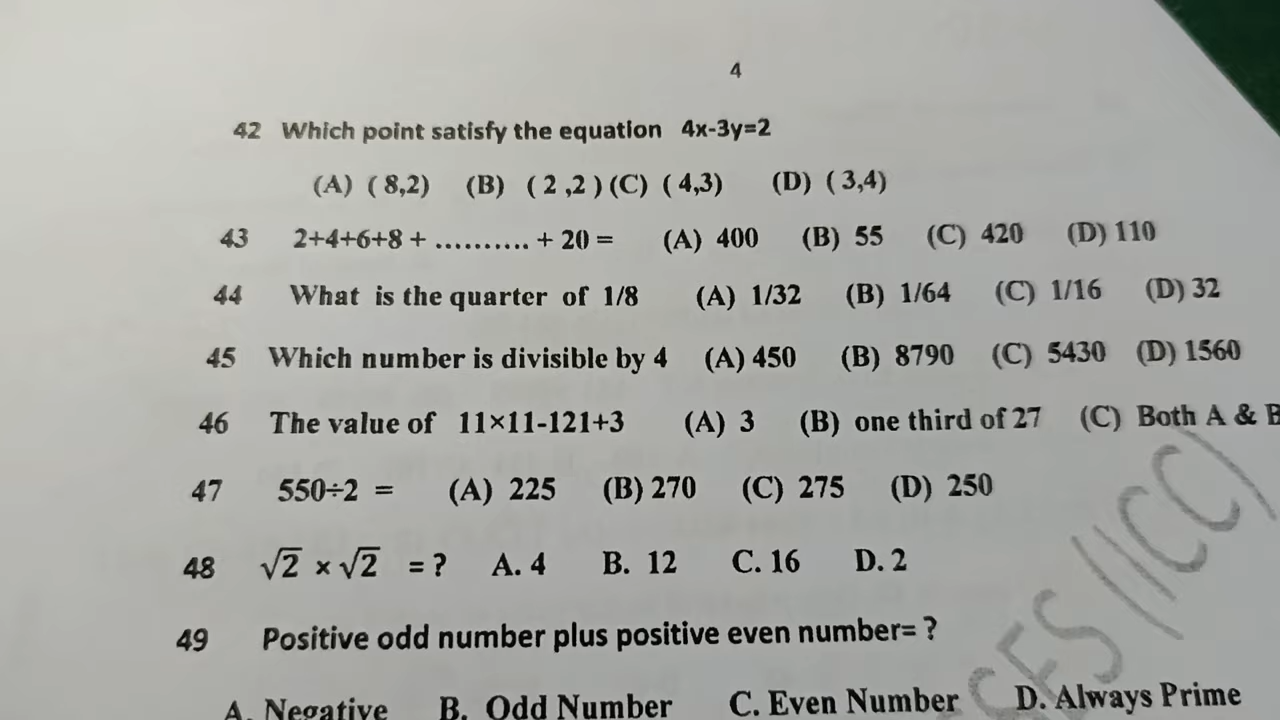 4
42 Which point satisfy the equation 4x-3y=2
(A) ( 8,2) (B) ( 2 ,2 ) (C) ( 4,3) (D) ( 3,4)
43 2+4+6+8 + .......... + 20 = (A) 400 (B) 55 (C) 420 (D) 110
44 What is the quarter of 1/8 (A) 1/32 (B) 1/64 (C) 1/16 (D) 32
45 Which number is divisible by 4 (A) 450 (B) 8790 (C) 5430 (D) 1560
46 The value of 11×11-121+3 (A) 3 (B) one third of 27 (C) Both A & B
47 550÷2 = (A) 225 (B) 270 (C) 275 (D) 250
48 √2 × √2 = ? A. 4 B. 12 C. 16 D. 2
49 Positive odd number plus positive even number= ?
A. Negative B. Odd Number C. Even Number D. Always Prime